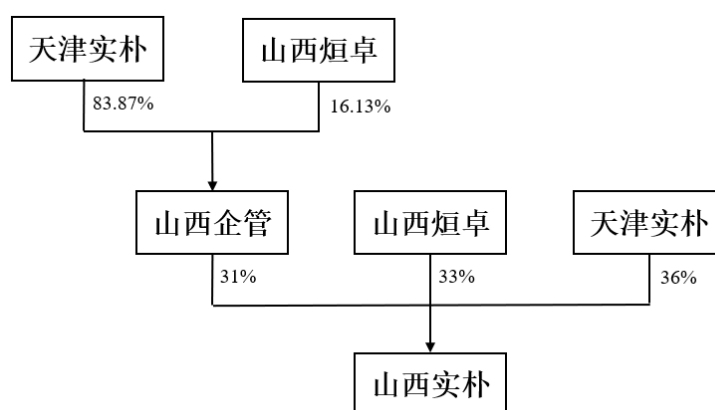 天津实朴
山西烜卓
83.87%
16.13%
山西企管
山西烜卓
天津实朴
31%
33%
36%
山西实朴